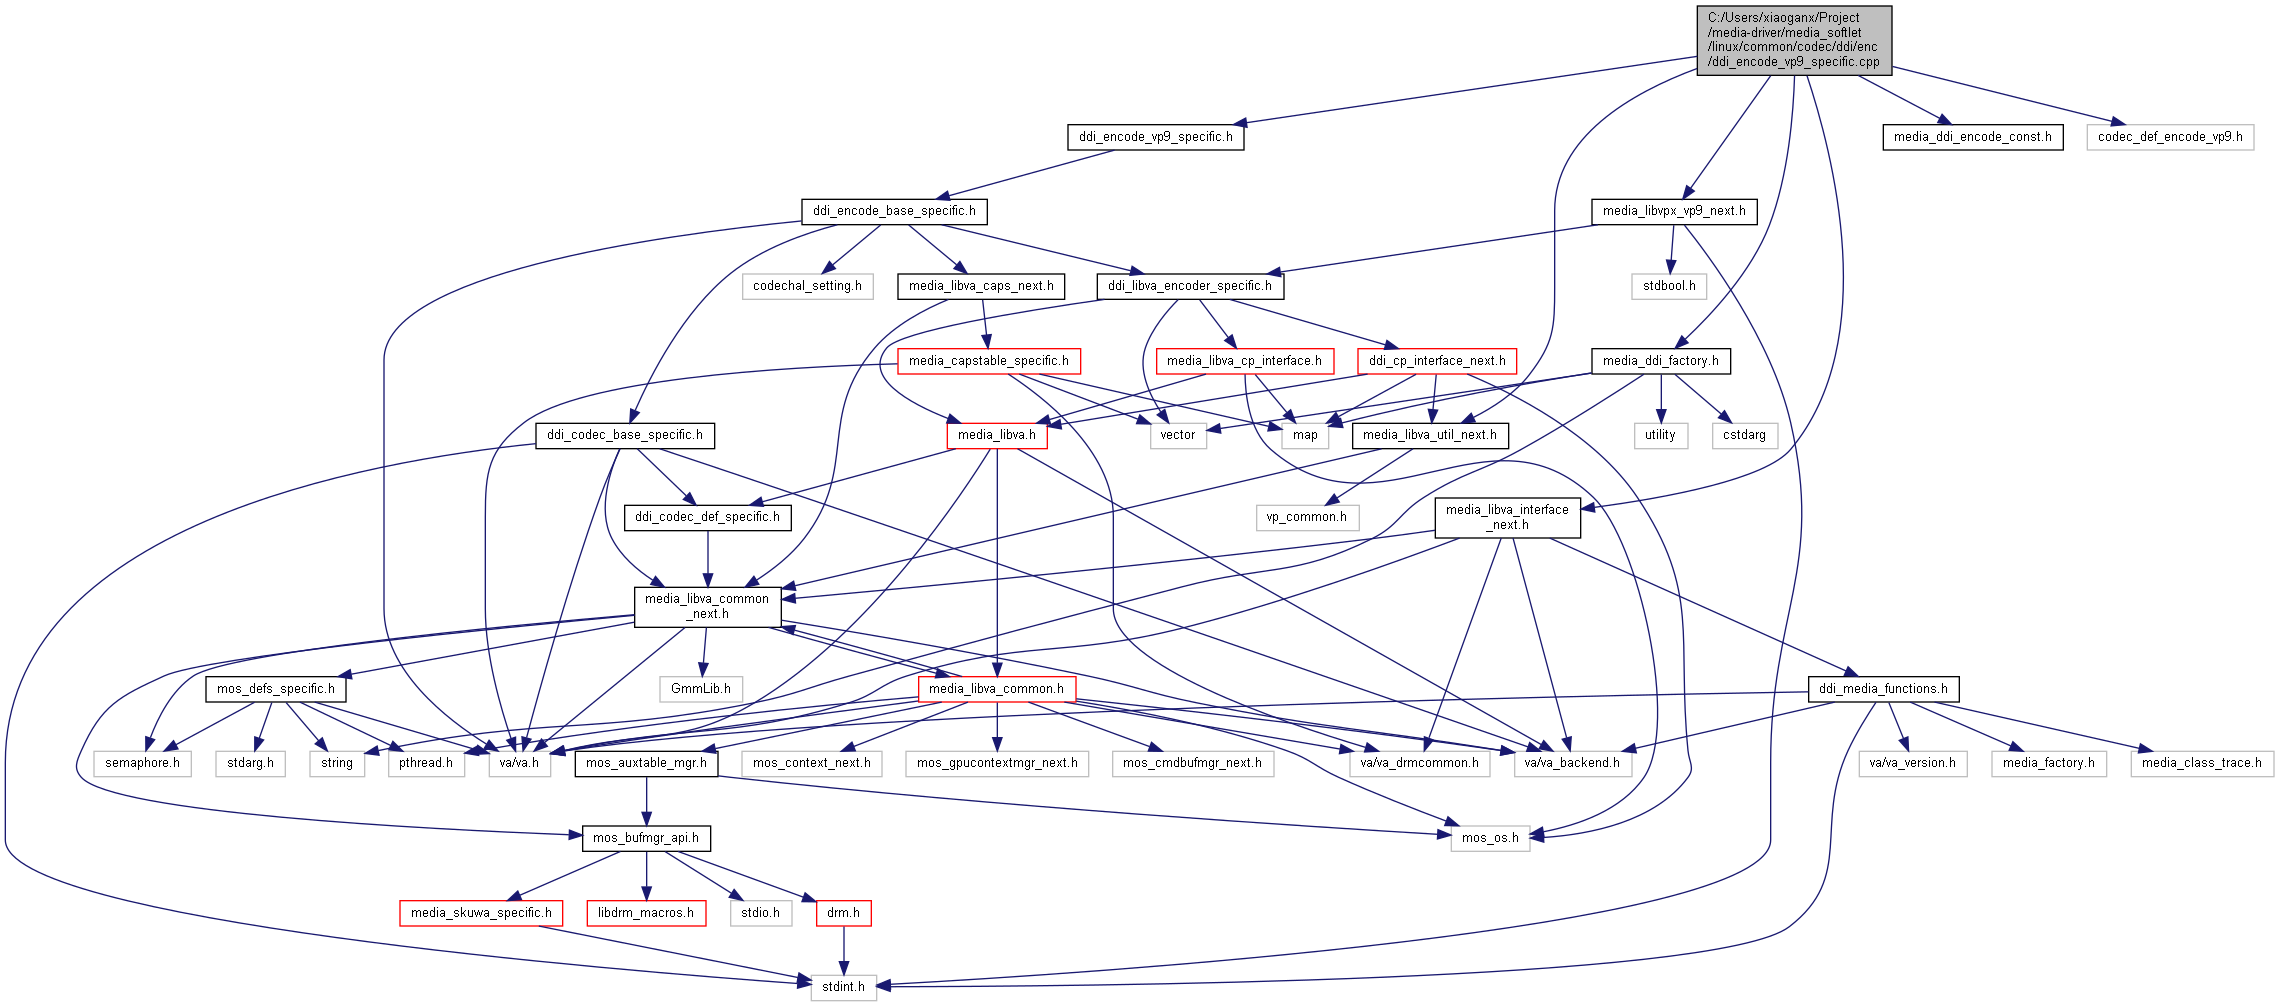 C:/Users/xiaoganx/Project
/media-driver/media_softlet
/linux/common/codec/ddi/enc
/ddi_encode_vp9_specific.cpp
ddi_encode_vp9_specific.h
media_ddi_encode_const.h
codec_def_encode_vp9.h
ddi_encode_base_specific.h
media_libvpx_vp9_next.h
codechal_setting.h
media_libva_caps_next.h
ddi_libva_encoder_specific.h
stdbool.h
media_capstable_specific.h
media_libva_cp_interface.h
ddi_cp_interface_next.h
media_ddi_factory.h
ddi_codec_base_specific.h
media_libva.h
vector
map
media_libva_util_next.h
utility
cstdarg
ddi_codec_def_specific.h
vp_common.h
media_libva_interface
_next.h
media_libva_common
_next.h
mos_defs_specific.h
GmmLib.h
media_libva_common.h
ddi_media_functions.h
semaphore.h
stdarg.h
string
pthread.h
va/va.h
mos_auxtable_mgr.h
mos_context_next.h
mos_gpucontextmgr_next.h
mos_cmdbufmgr_next.h
va/va_drmcommon.h
va/va_backend.h
va/va_version.h
media_factory.h
media_class_trace.h
mos_bufmgr_api.h
mos_os.h
media_skuwa_specific.h
libdrm_macros.h
stdio.h
drm.h
stdint.h